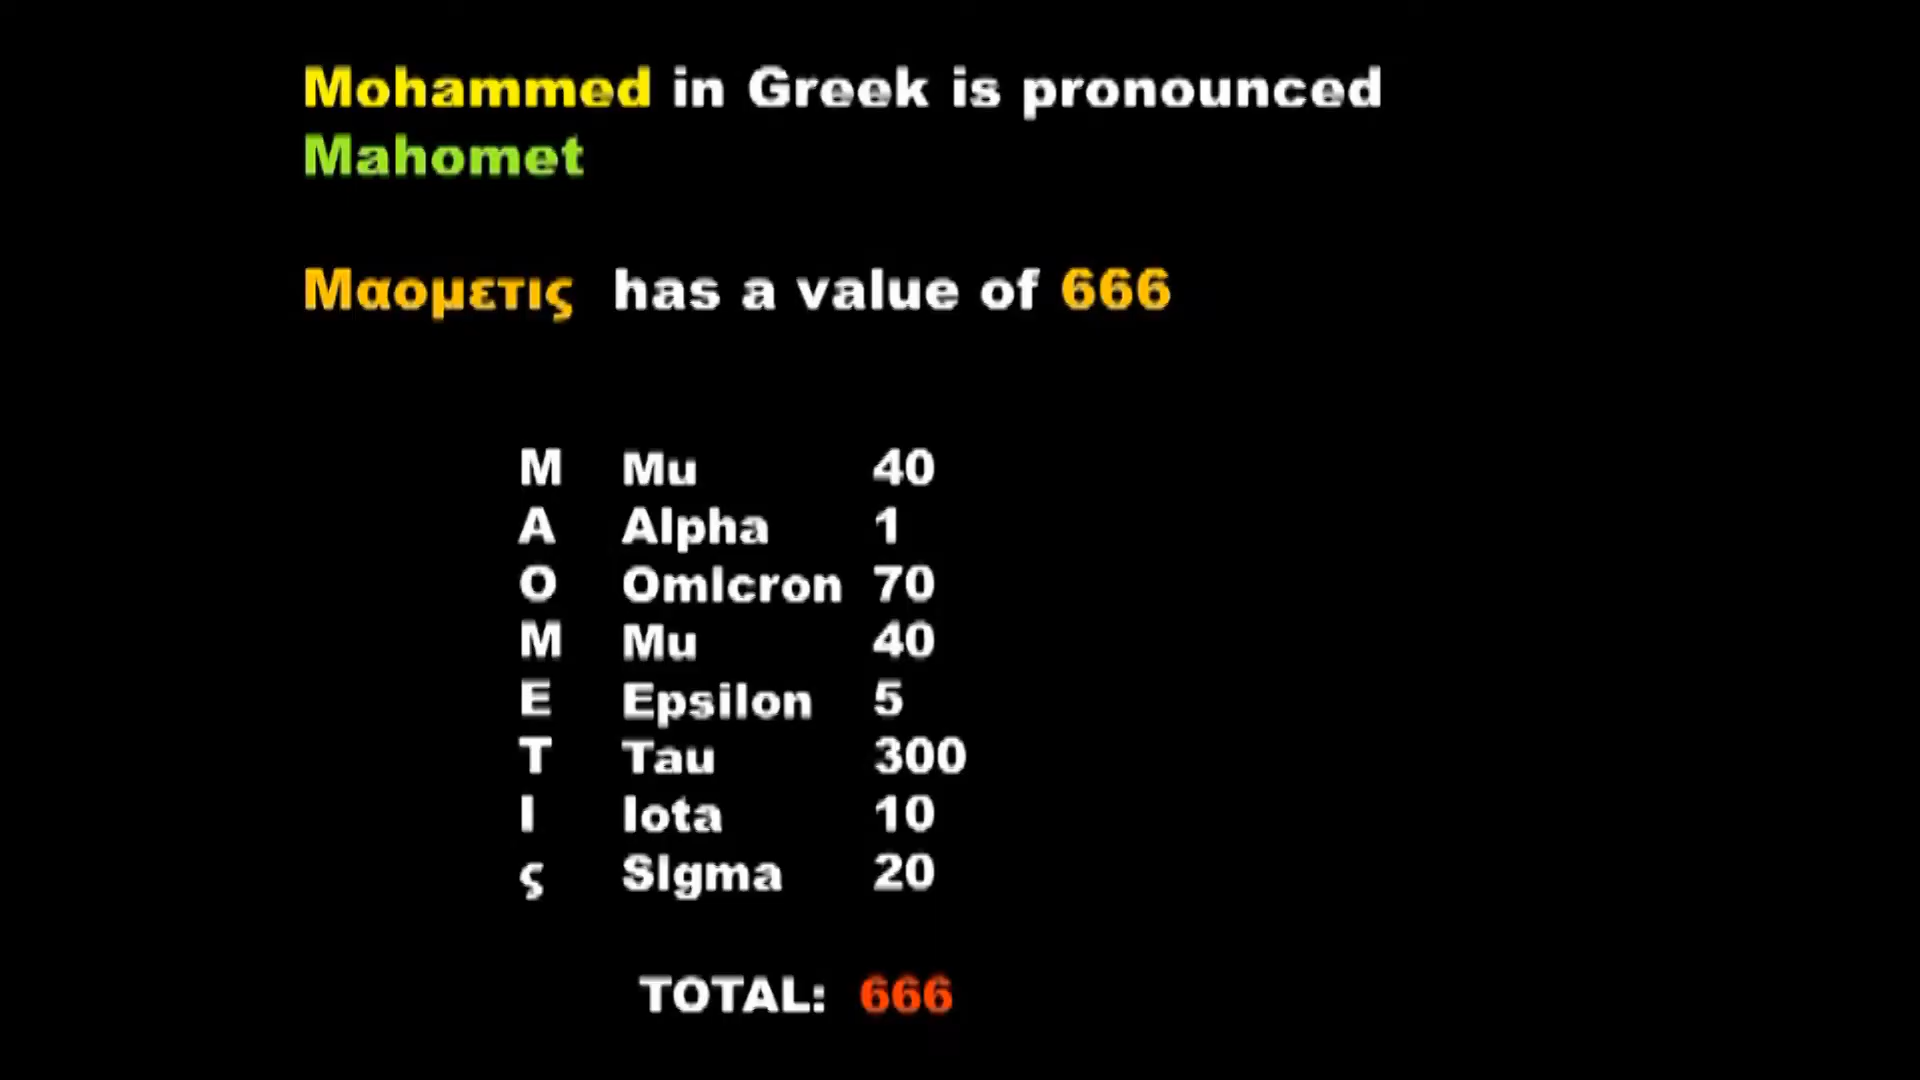 Mohammed in Greek is pronounced
Mahomet
Μαομετις has a value of 666
M Mu 40
A Alpha 1
O OmIcron 70
M Mu 40
E Epsilon 5
T Tau 300
I Iota 10
ς SIgma 20
TOTAL: 666